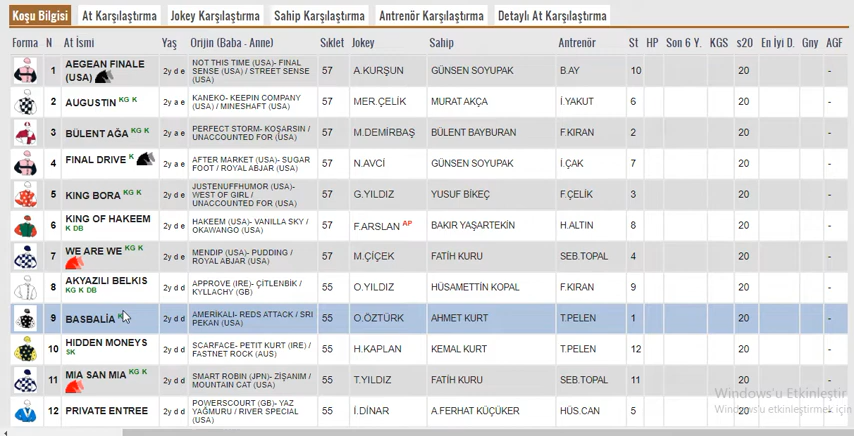 Koşu Bilgisi At Karşılaştırma Jokey Karşılaştırma Sahip Karşılaştırma Antrenör Karşılaştırma Detaylı At Karşılaştırma
Forma N At İsmi Yaş Orijin (Baba - Anne) Sıklet Jokey Sahip Antrenör St HP Son 6 Y. KGS s20 En İyi D. Gny AGF
1 AEGEAN FINALE (USA) 2y d e NOT THIS TIME (USA)- FINAL SENSE (USA) / STREET SENSE (USA) 57 A.KURŞUN GÜNSEN SOYUPAK B.AY 10 20 -
2 AUGUSTIN KG K 2y a e KANEKO- KEEPIN COMPANY (USA) / MINESHAFT (USA) 57 MER.ÇELİK MURAT AKÇA İ.YAKUT 6 20 -
3 BÜLENT AĞA KG K 2y a e PERFECT STORM- KOŞARSIN / UNACCOUNTED FOR (USA) 57 M.DEMİRBAŞ BÜLENT BAYBURAN F.KIRAN 2 20 -
4 FINAL DRIVE K 2y a e AFTER MARKET (USA)- SUGAR FOOT / ROYAL ABJAR (USA) 57 N.AVCİ GÜNSEN SOYUPAK İ.ÇAK 7 20 -
5 KING BORA KG K 2y d e JUSTENUFFHUMOR (USA)- WEST OF GIRL / UNACCOUNTED FOR (USA) 57 G.YILDIZ YUSUF BİKEÇ F.ÇELİK 3 20 -
6 KING OF HAKEEM K DB 2y d e HAKEEM (USA)- VANILLA SKY / OKAWANGO (USA) 57 F.ARSLAN AP BAKIR YAŞARTEKİN H.ALTIN 8 20 -
7 WE ARE WE KG K 2y d e MENDIP (USA)- PUDDING / ROYAL ABJAR (USA) 57 M.ÇİÇEK FATİH KURU SEB.TOPAL 4 20 -
8 AKYAZILI BELKIS KG K DB 2y d d APPROVE (IRE)- ÇİTLENBİK / KYLLACHY (GB) 55 O.YILDIZ HÜSAMETTİN KOPAL F.KIRAN 9 20 -
9 BASBALİA 2y d d AMERİKALI- REDS ATTACK / SRI PEKAN (USA) 55 O.ÖZTÜRK AHMET KURT T.PELEN 1 20 -
10 HIDDEN MONEYS SK 2y d d SCARFACE- PETIT KURT (IRE) / FASTNET ROCK (AUS) 55 H.KAPLAN KEMAL KURT T.PELEN 12 20 -
11 MIA SAN MIA KG K 2y d d SMART ROBIN (JPN)- ZİŞANIM / MOUNTAIN CAT (USA) 55 T.YILDIZ FATİH KURU SEB.TOPAL 11 20 -
12 PRIVATE ENTREE 2y d d POWERSCOURT (GB)- YAZ YAĞMURU / RIVER SPECIAL (USA) 55 İ.DİNAR A.FERHAT KÜÇÜKER HÜS.CAN 5 20 -
Windows'u Etkinleştir
Windows'u etkinleştirmek için